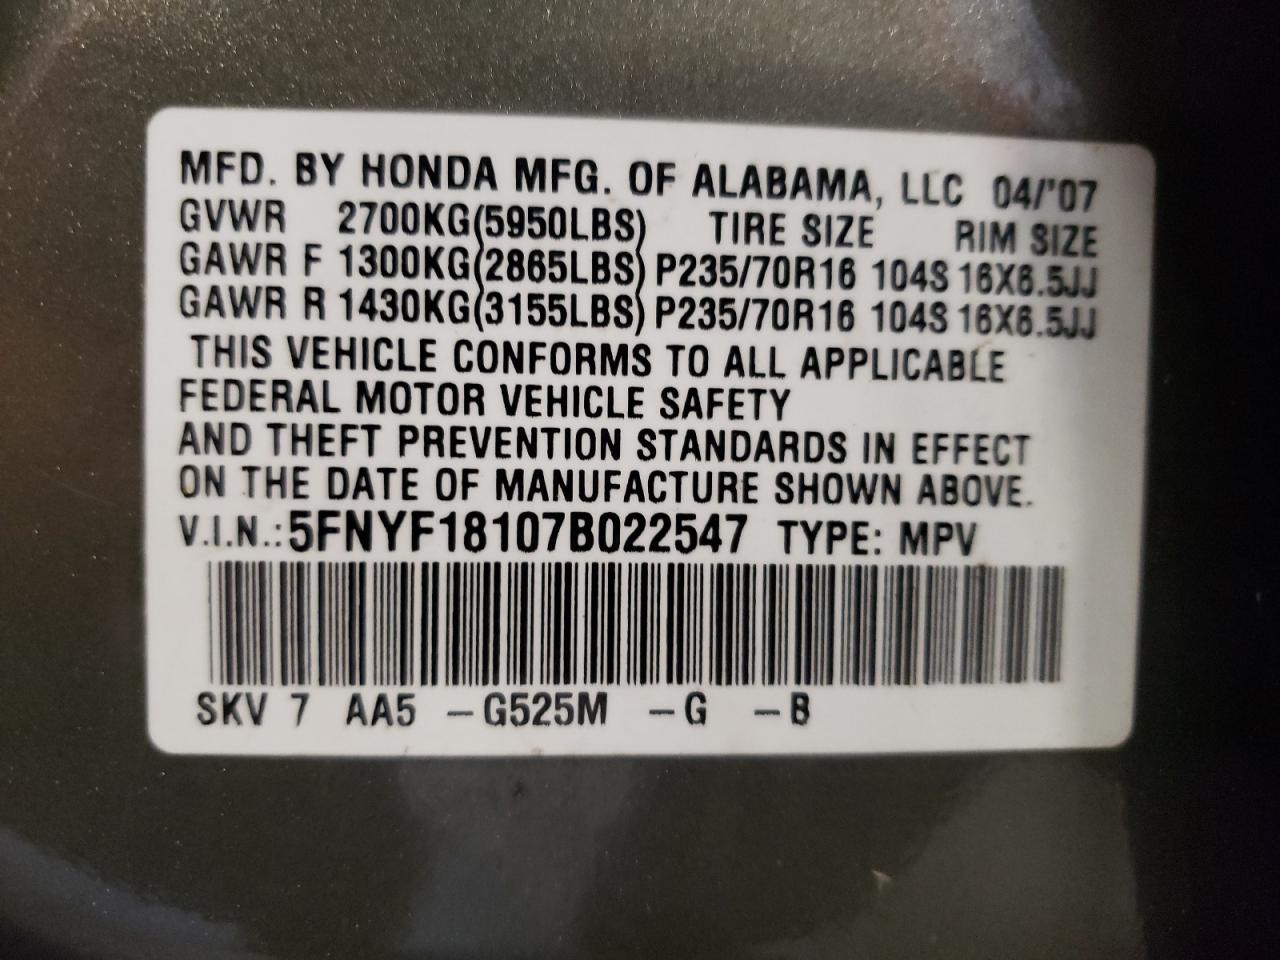 MFD. BY HONDA MFG. OF ALABAMA, LLC 04/'07
GVWR 2700KG(5950LBS) TIRE SIZE RIM SIZE
GAWR F 1300KG(2865LBS) P235/70R16 104S 16X6.5JJ
GAWR R 1430KG(3155LBS) P235/70R16 104S 16X6.5JJ
THIS VEHICLE CONFORMS TO ALL APPLICABLE
FEDERAL MOTOR VEHICLE SAFETY
AND THEFT PREVENTION STANDARDS IN EFFECT
ON THE DATE OF MANUFACTURE SHOWN ABOVE.
V.I.N.:5FNYF18107B022547 TYPE: MPV
SKV 7 AA5 -G525M -G -B